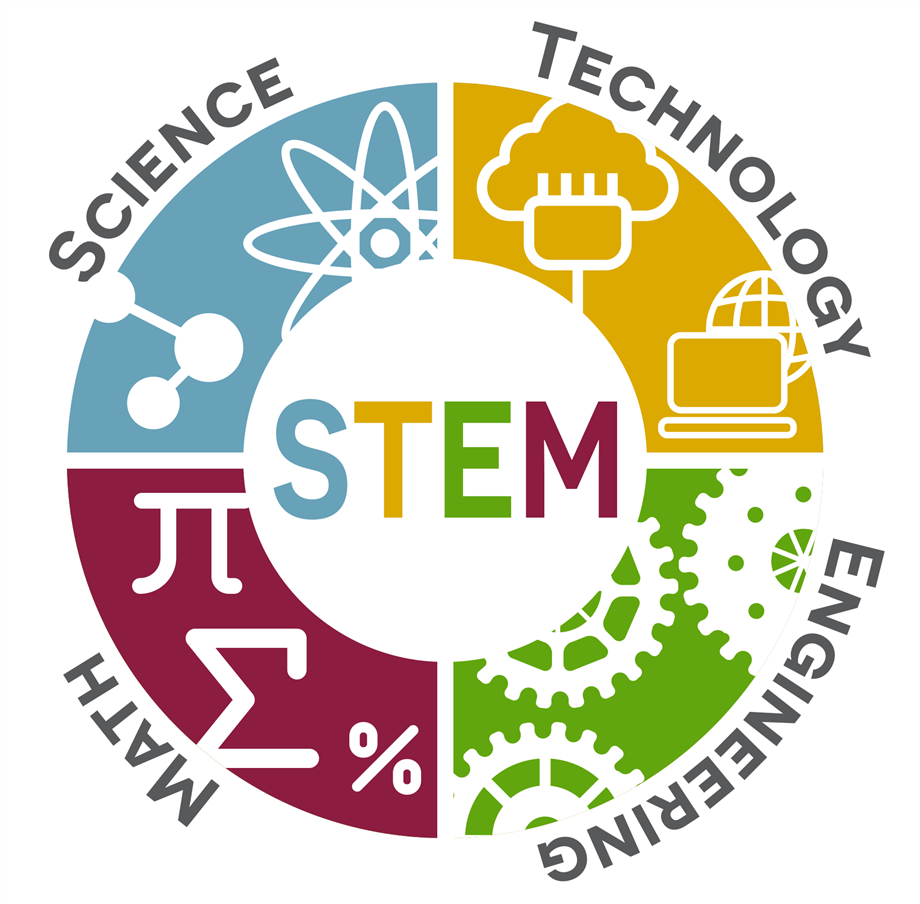 SCIENCE
TECHNOLOGY
STEM
π
Σ
%
MATH
ENGINEERING